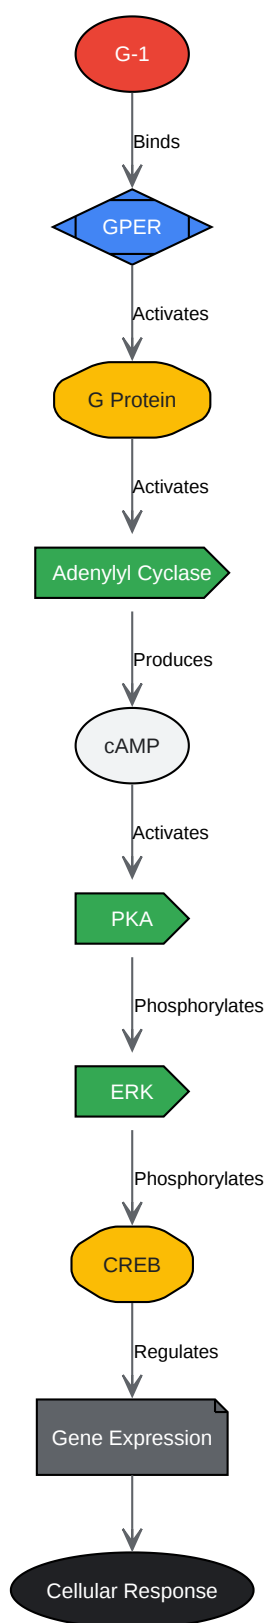 G-1
Binds
GPER
Activates
G Protein
Activates
Adenylyl Cyclase
Produces
cAMP
Activates
PKA
Phosphorylates
ERK
Phosphorylates
CREB
Regulates
Gene Expression
Cellular Response